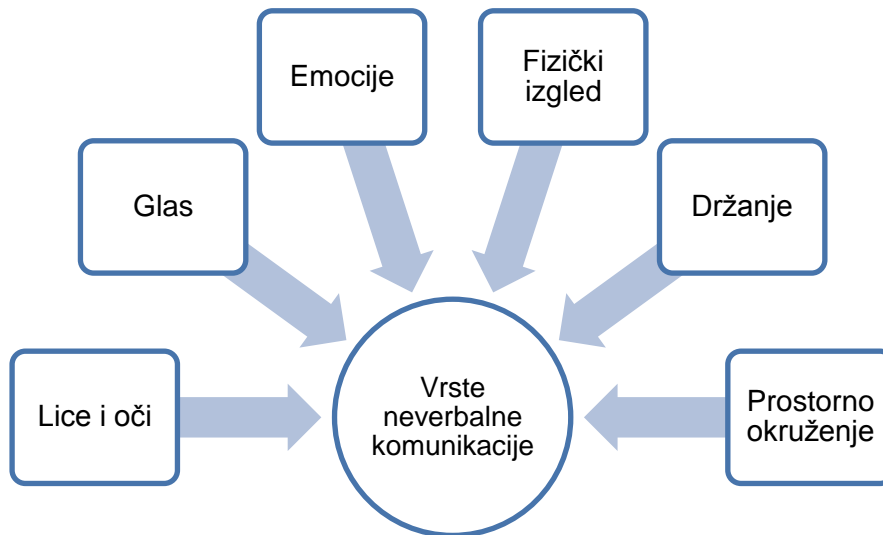 Emocije
Fizički
izgled
Glas
Držanje
Lice i oči
Vrste
neverbalne
komunikacije
Prostorno
okruženje